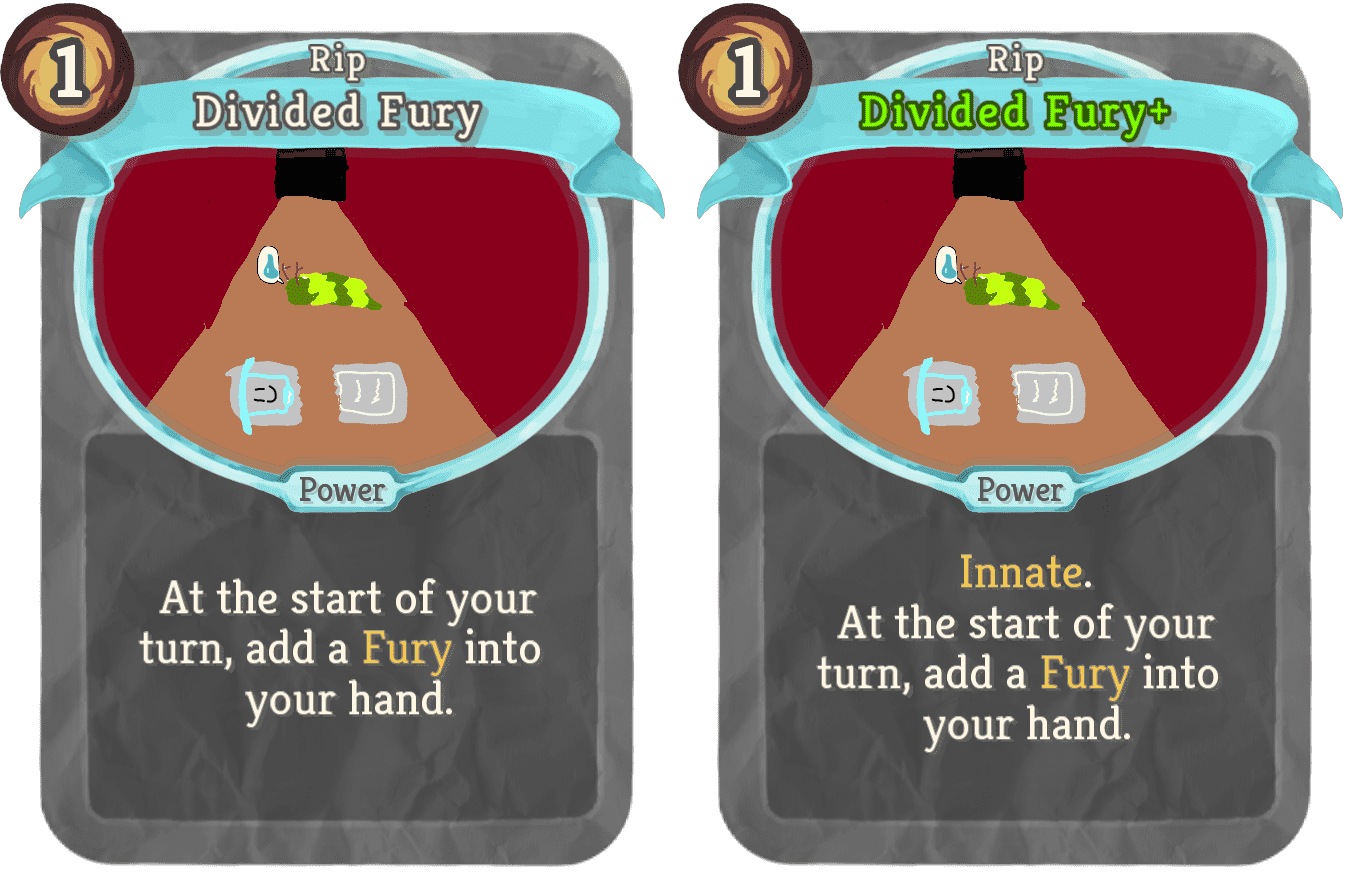 1
Rip
Divided Fury
Power
At the start of your
turn, add a Fury into
your hand.
1
Rip
Divided Fury+
Power
Innate.
At the start of your
turn, add a Fury into
your hand.